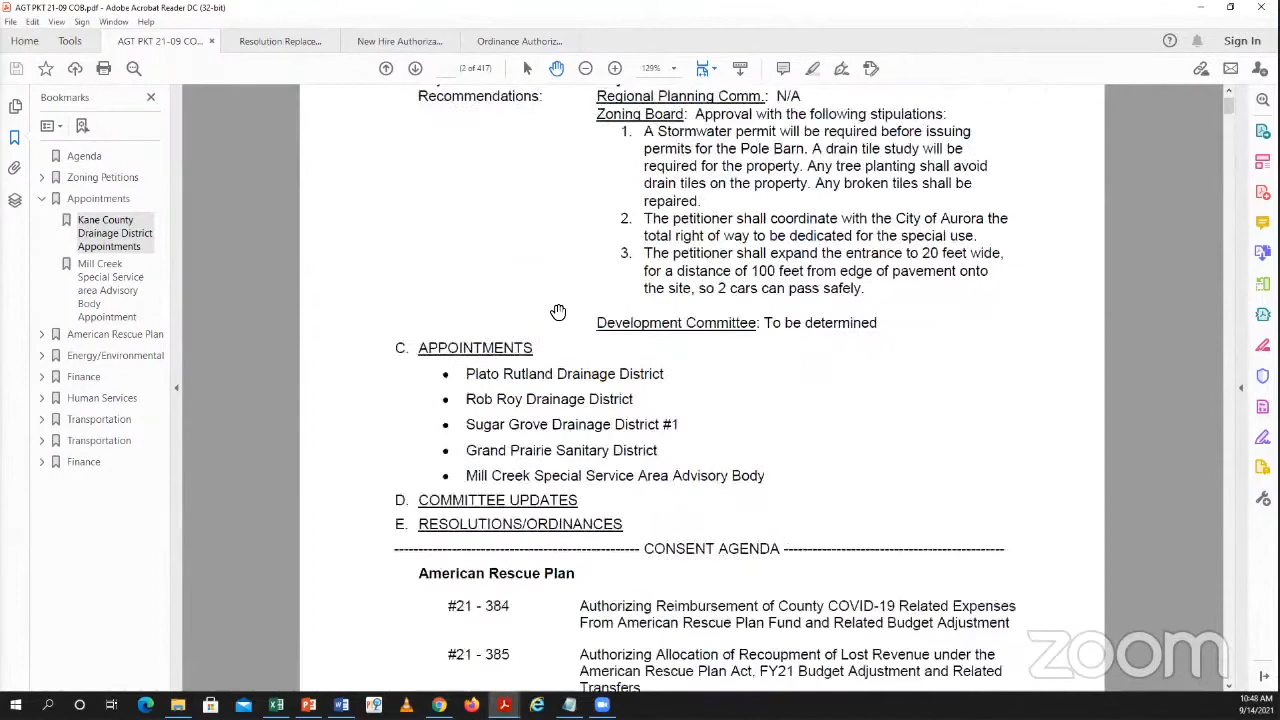 AGT PKT 21-09 COB.pdf - Adobe Acrobat Reader DC (32-bit)
File Edit View Sign Window Help
Home Tools AGT PKT 21-09 CO... × Resolution Replace... New Hire Authoriza... Ordinance Authoriz... Sign In
(2 of 417) 129%
Bookmarks
Agenda
Zoning Petitions
Appointments
Kane County
Drainage District
Appointments
Mill Creek
Special Service
area Advisory
Body
Appointment
American Rescue Plan
Energy/Environmental
Finance
Human Services
Transportation
Transportation
Finance
Recommendations: Regional Planning Comm.: N/A
Zoning Board: Approval with the following stipulations:
1. A Stormwater permit will be required before issuing
permits for the Pole Barn. A drain tile study will be
required for the property. Any tree planting shall avoid
drain tiles on the property. Any broken tiles shall be
repaired.
2. The petitioner shall coordinate with the City of Aurora the
total right of way to be dedicated for the special use.
3. The petitioner shall expand the entrance to 20 feet wide,
for a distance of 100 feet from edge of pavement onto
the site, so 2 cars can pass safely.
Development Committee: To be determined
C. APPOINTMENTS
• Plato Rutland Drainage District
• Rob Roy Drainage District
• Sugar Grove Drainage District #1
• Grand Prairie Sanitary District
• Mill Creek Special Service Area Advisory Body
D. COMMITTEE UPDATES
E. RESOLUTIONS/ORDINANCES
------------------------------------------------- CONSENT AGENDA --------------------------------------------
American Rescue Plan
#21 - 384 Authorizing Reimbursement of County COVID-19 Related Expenses
From American Rescue Plan Fund and Related Budget Adjustment
#21 - 385 Authorizing Allocation of Recoupment of Lost Revenue under the
American Rescue Plan Act, FY21 Budget Adjustment and Related
Transfers
zoom
10:48 AM
9/14/2021